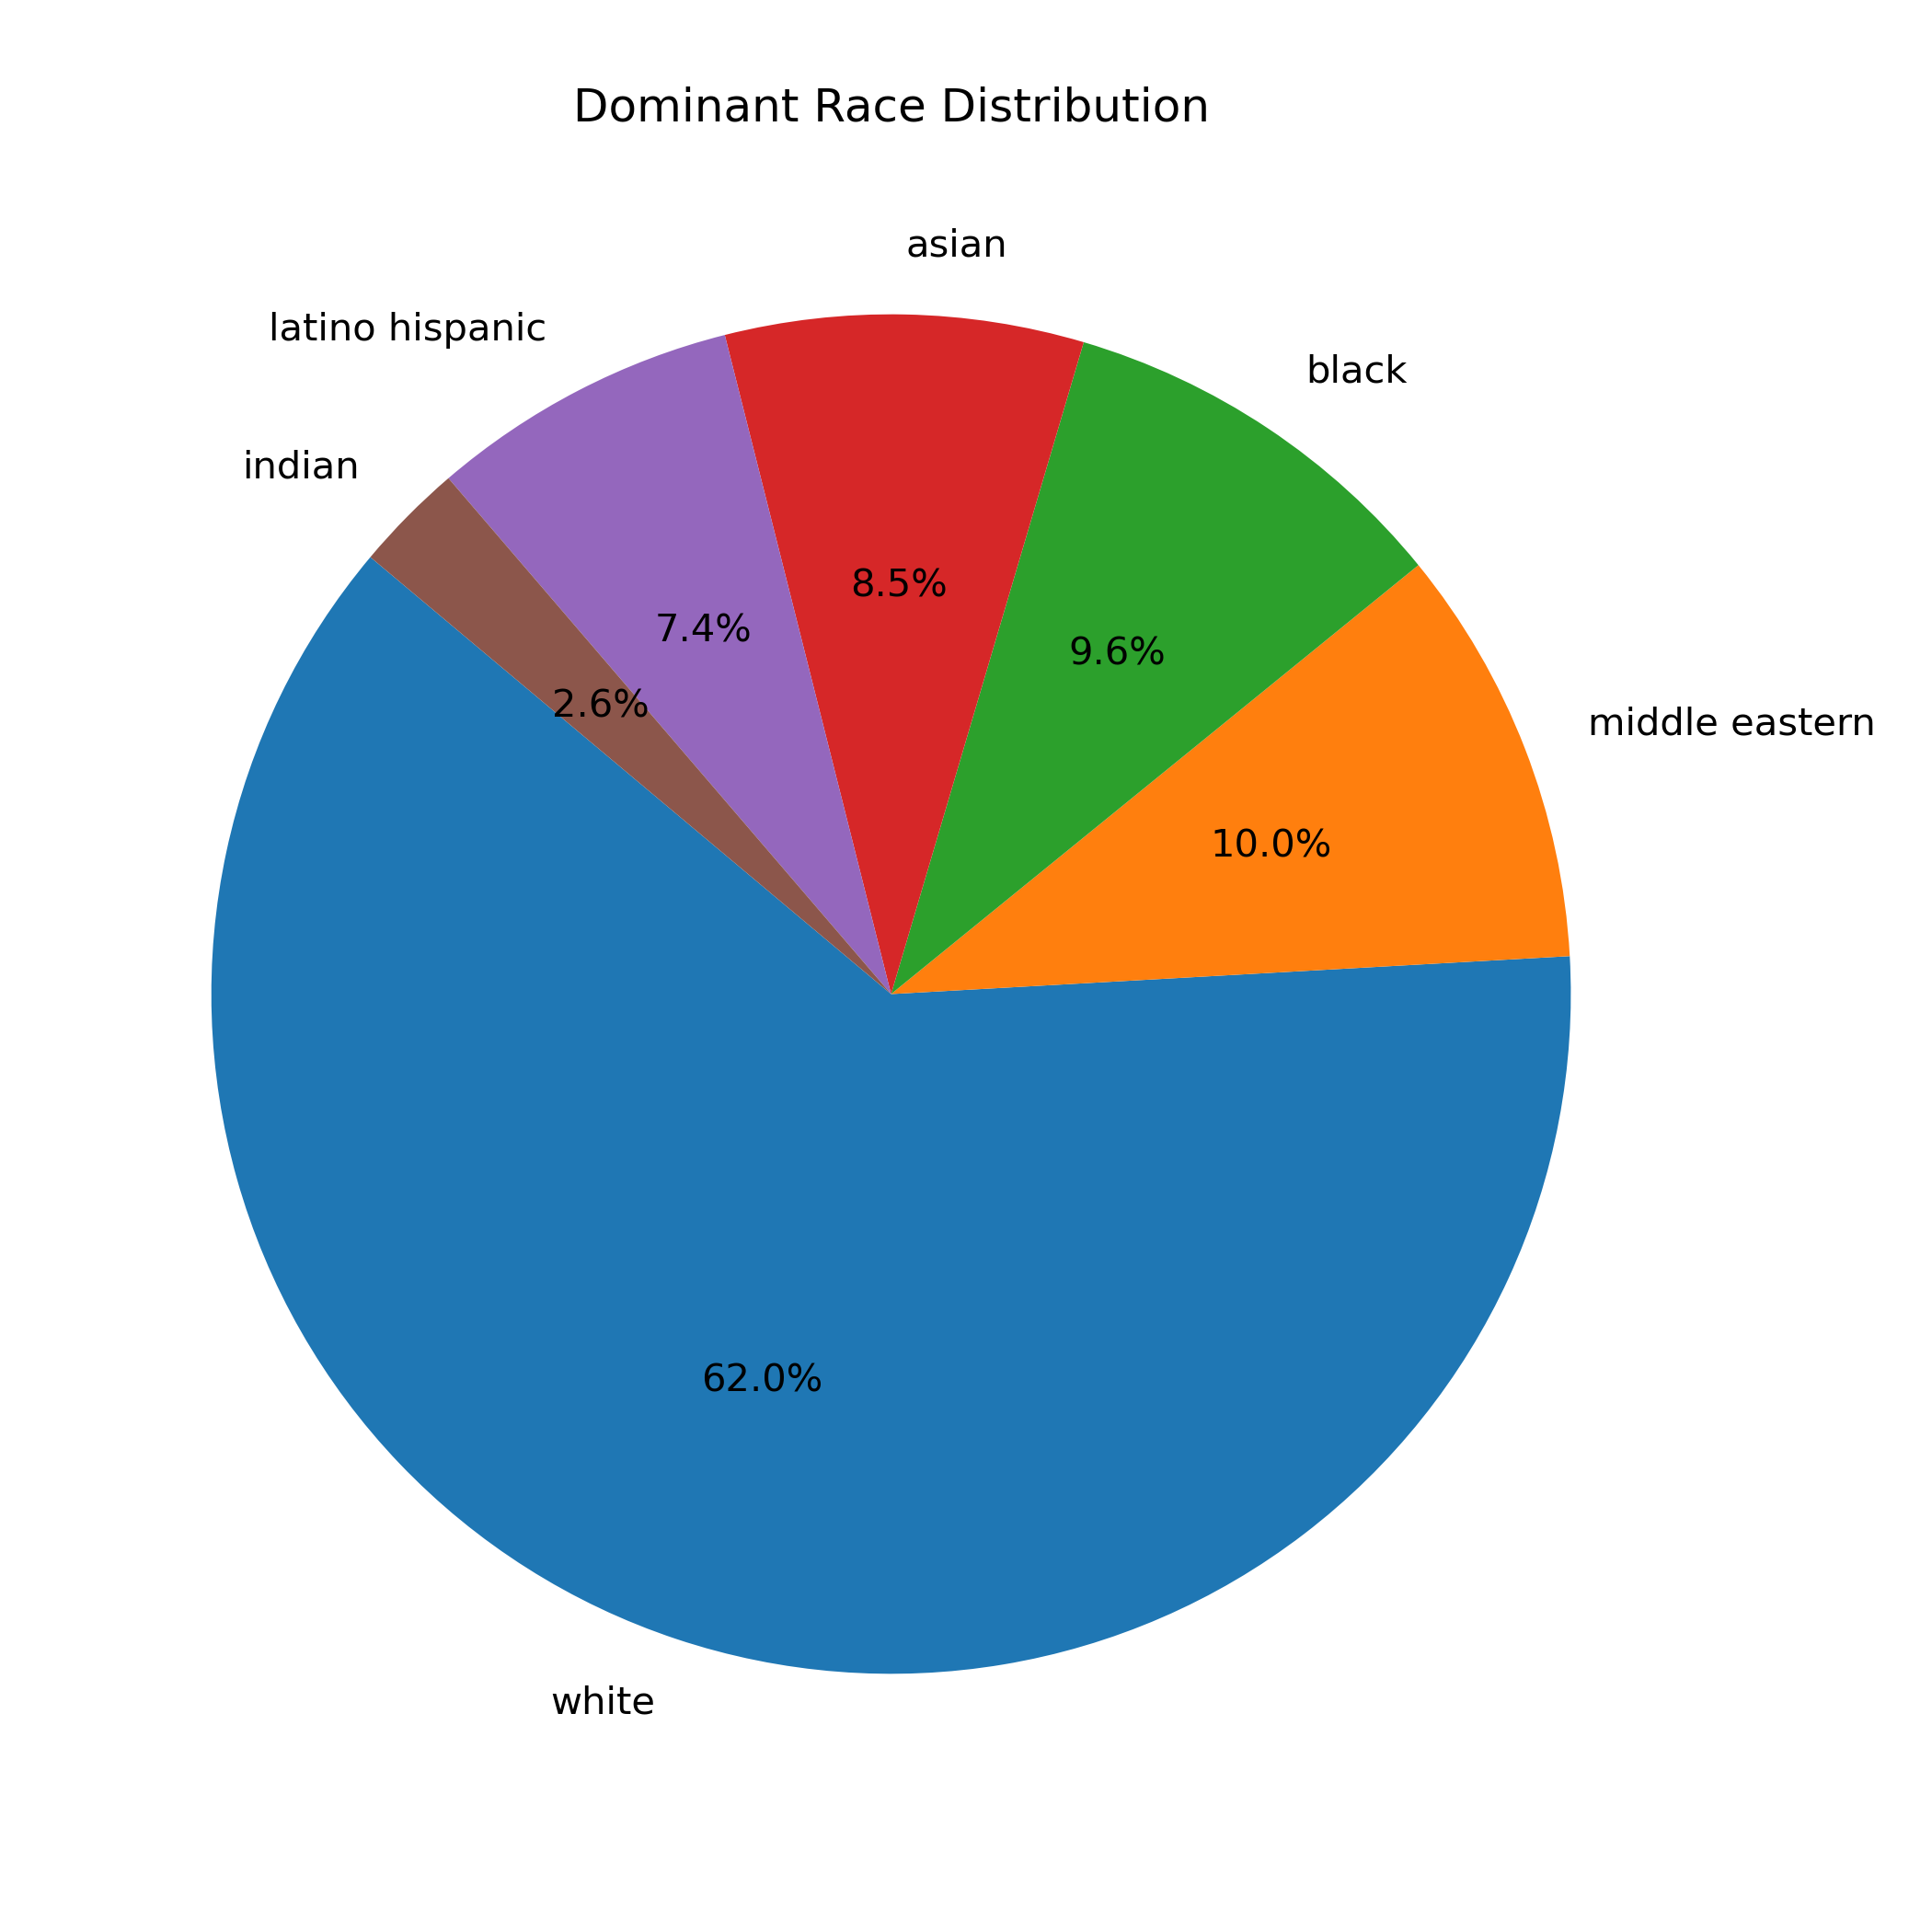 Dominant Race Distribution
asian
latino hispanic
black
indian
8.5%
7.4%
9.6%
2.6%
middle eastern
10.0%
62.0%
white